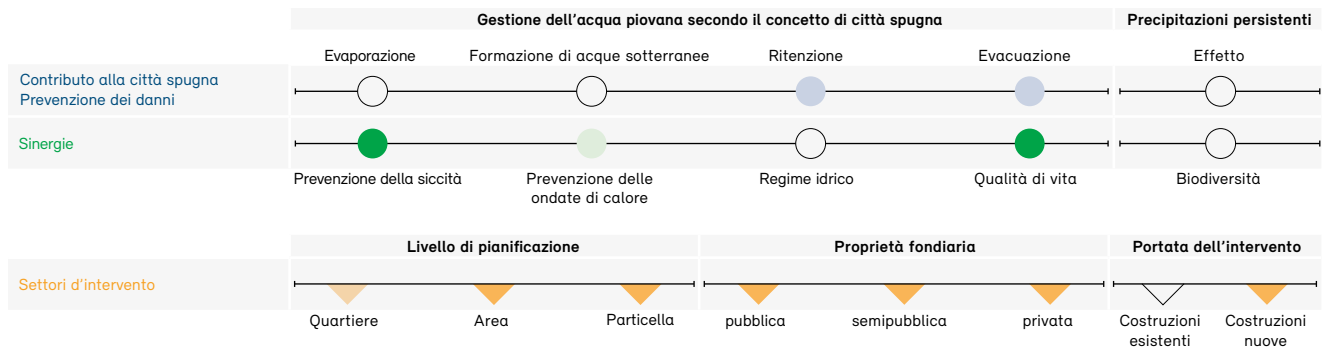 Gestione dell'acqua piovana secondo il concetto di città spugna
Precipitazioni persistenti
Evaporazione
Formazione di acque sotterranee
Ritenzione
Evacuazione
Effetto
Contributo alla città spugna
Prevenzione dei danni
Sinergie
Prevenzione della siccità
Prevenzione delle
ondate di calore
Regime idrico
Qualità di vita
Biodiversità
Livello di pianificazione
Proprietà fondiaria
Portata dell'intervento
Settori d'intervento
Quartiere
Area
Particella
pubblica
semipubblica
privata
Costruzioni
esistenti
Costruzioni
nuove